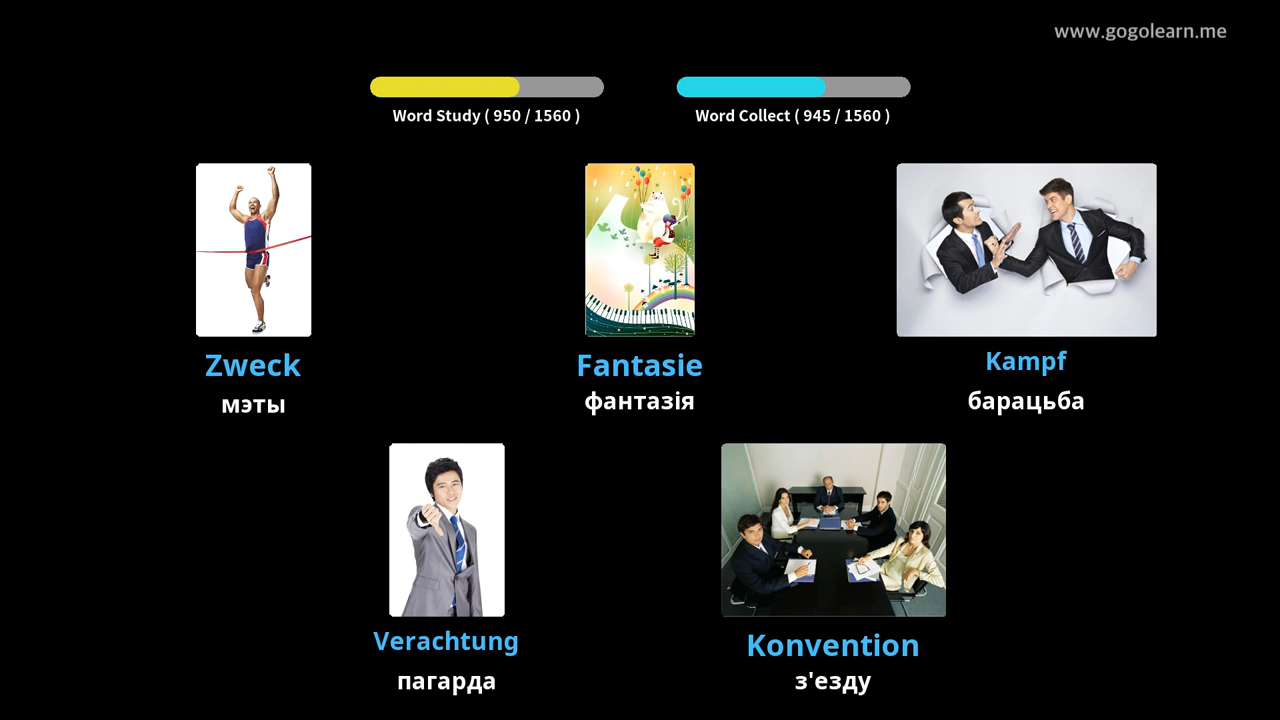 www.gogolearn.me
Word Study ( 950 / 1560 )
Word Collect ( 945 / 1560 )
Zweck
мэты
Fantasie
фантазія
Kampf
барацьба
Verachtung
пагарда
Konvention
з'езду